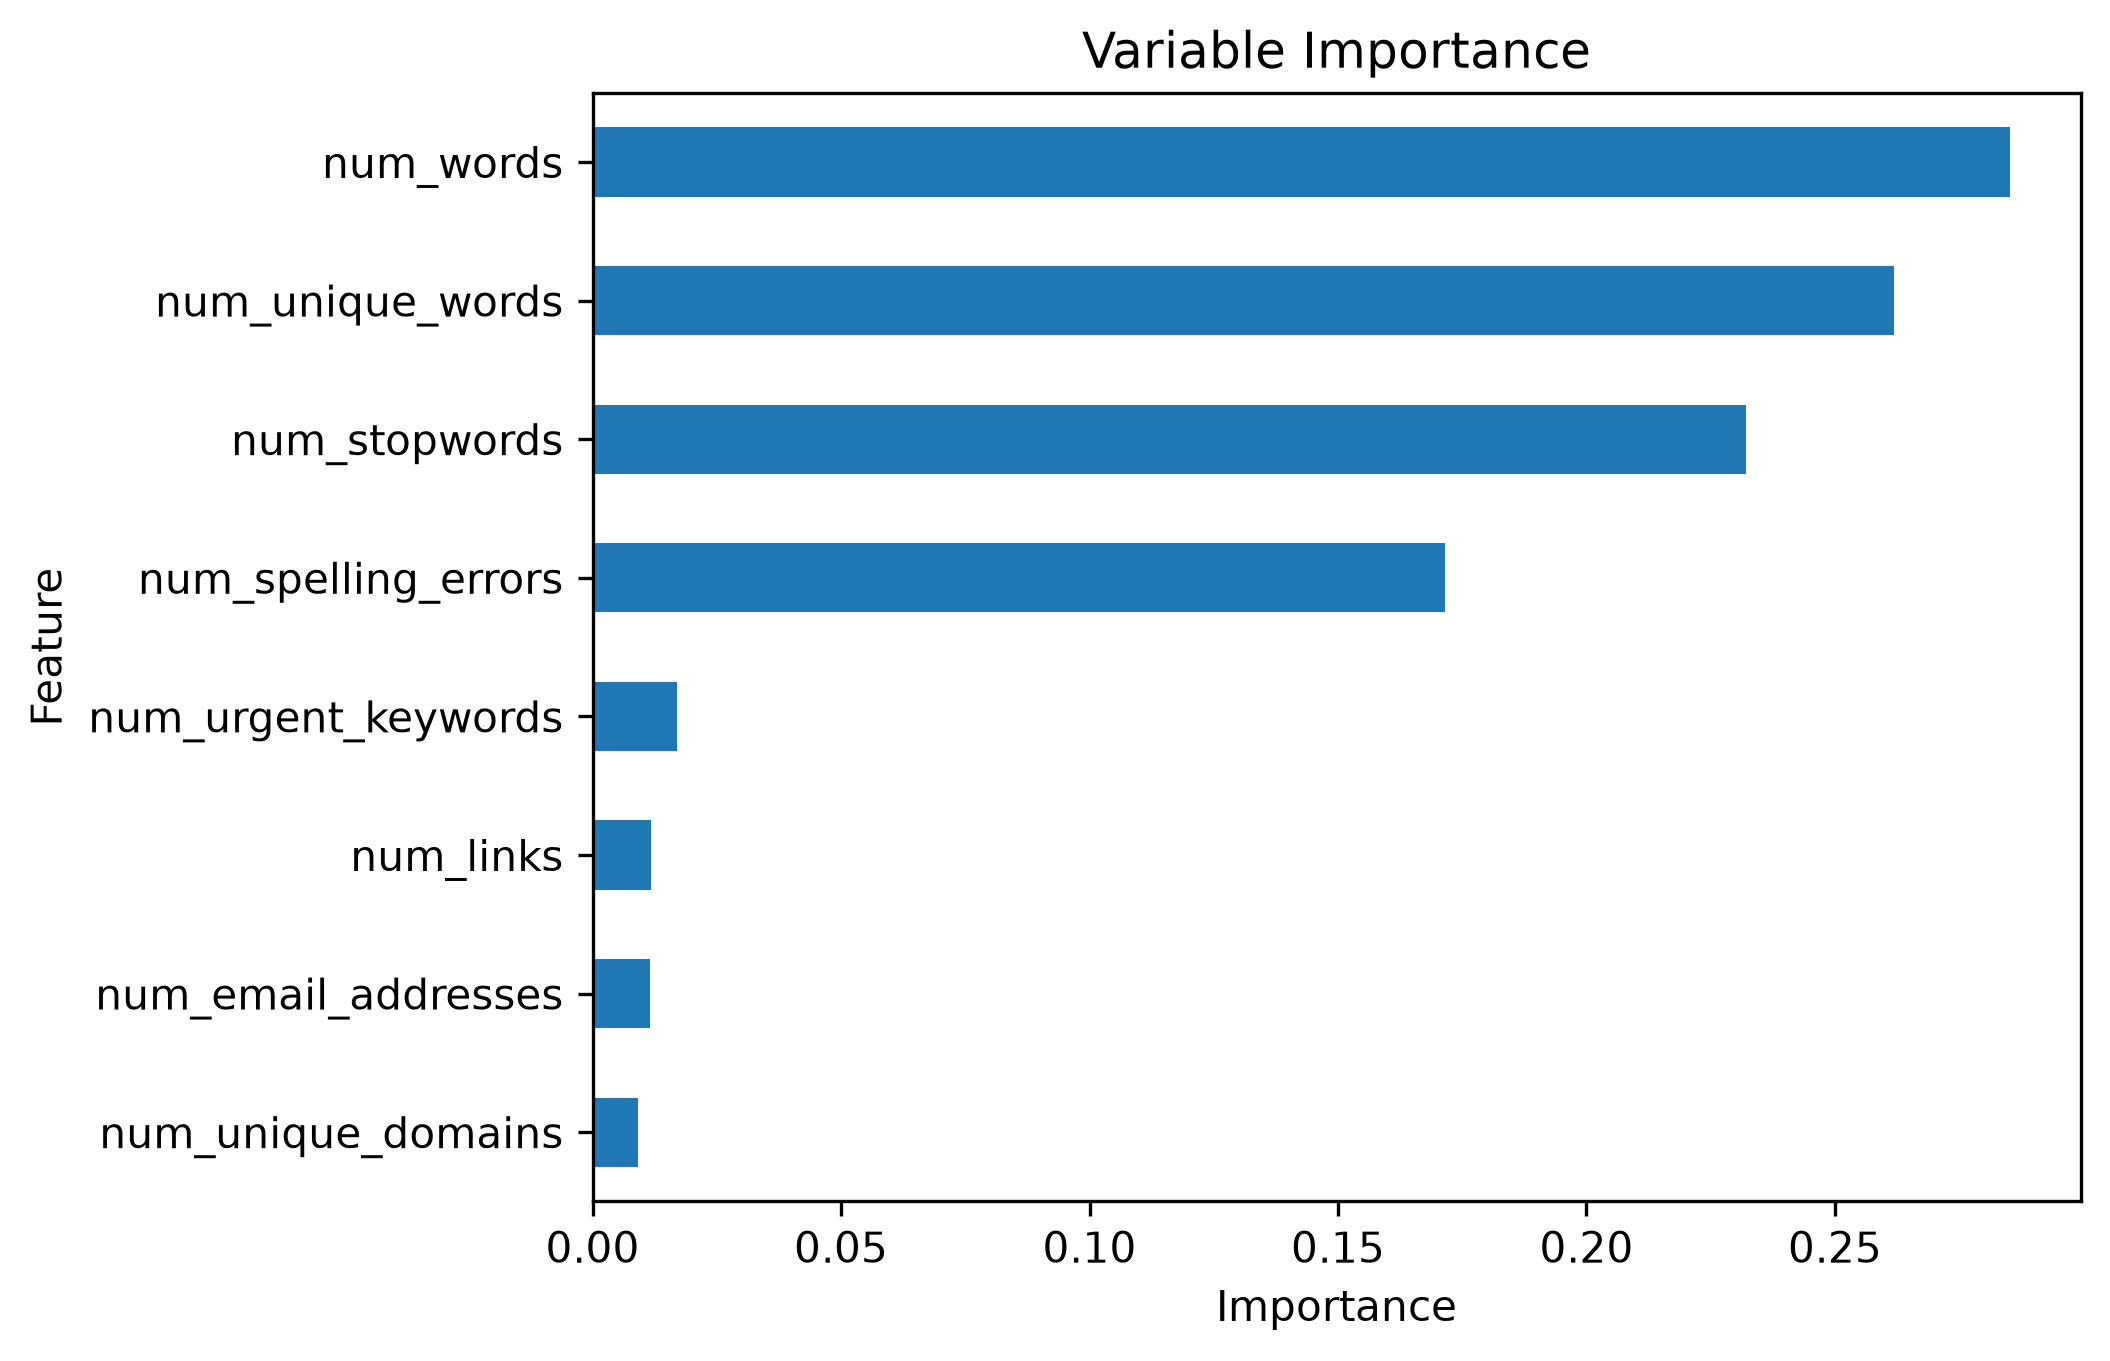 Variable Importance
num_words
num_unique_words
num_stopwords
num_spelling_errors
num_urgent_keywords
num_links
num_email_addresses
num_unique_domains
Feature
0.00 0.05 0.10 0.15 0.20 0.25
Importance